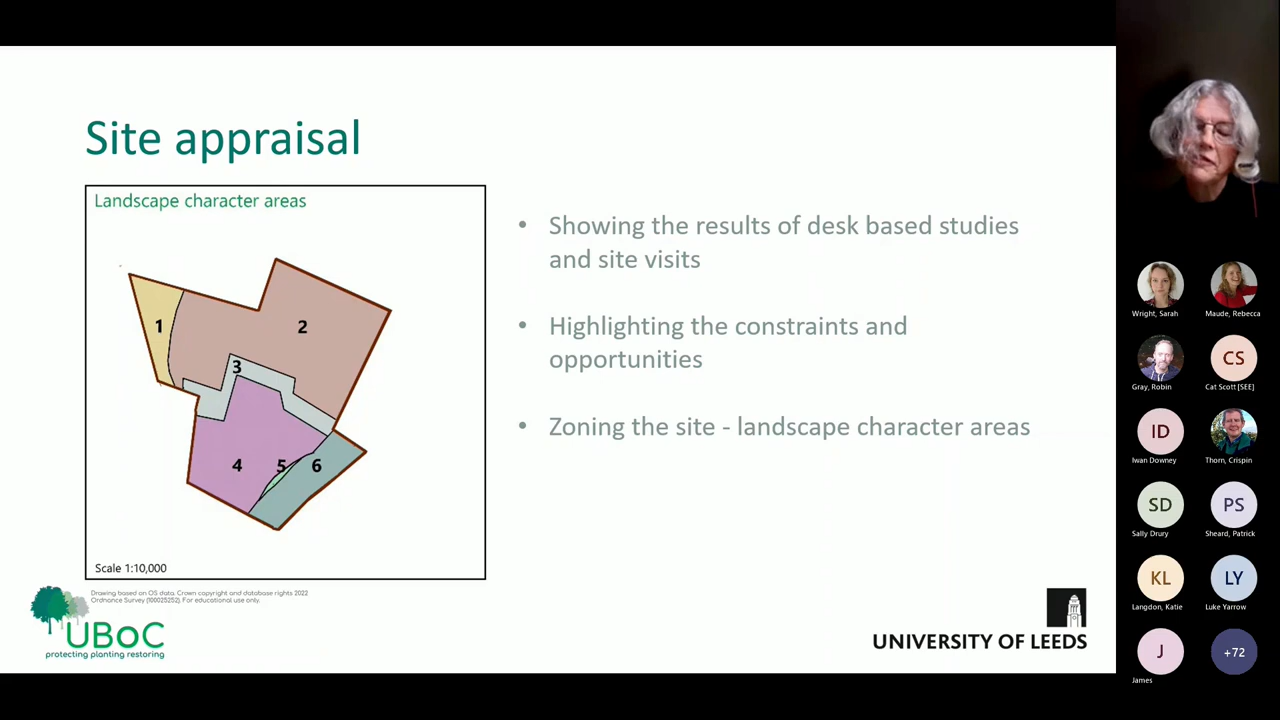 Site appraisal
Landscape character areas
1
2
3
4
5
6
Scale 1:10,000
Drawing based on OS data. Crown copyright and database rights 2022
Ordnance Survey (100025252). For educational use only.
• Showing the results of desk based studies
and site visits
• Highlighting the constraints and
opportunities
• Zoning the site - landscape character areas
UBoC
protecting planting restoring
UNIVERSITY OF LEEDS
Wright, Sarah
Maude, Rebecca
Gray, Robin
CS
Cat Scott [SEE]
ID
Iwan Downey
Thorn, Crispin
SD
Sally Drury
PS
Sheard, Patrick
KL
Langdon, Katie
LY
Luke Yarrow
J
James
+72